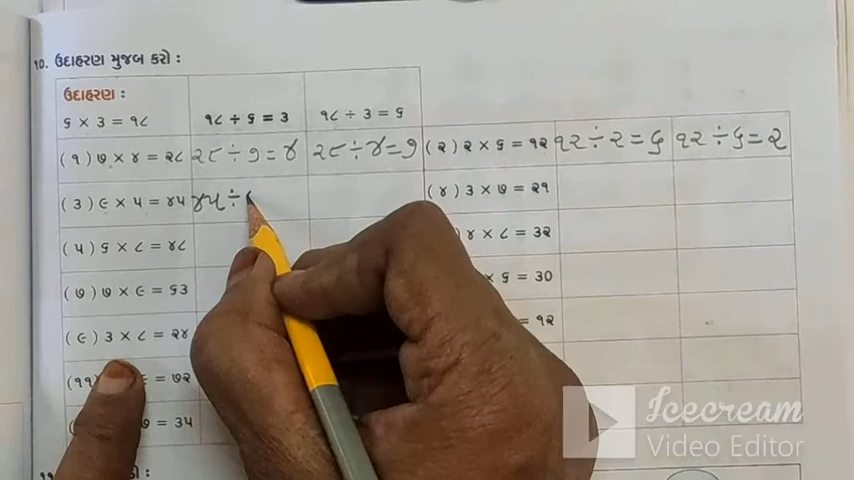 ૧૦. ઉદાહરણ મુજબ કરો :
ઉદાહરણ :
૬ × ૩ = ૧૮ ૧૮ ÷ ૬ = ૩ ૧૮ ÷ ૩ = ૬
(૧) ૭ × ૪ = ૨૮ ૨૮ ÷ ૭ = ૪ ૨૮ ÷ ૪ = ૭ (૨) ૨ × ૬ = ૧૨ ૧૨ ÷ ૨ = ૬ ૧૨ ÷ ૬ = ૨
(૩) ૯ × ૫ = ૪૫ ૪૫ ÷ (૪) ૩ × ૭ = ૨૧
(૫) ૬ × ૮ = ૪૮ ૪ × ૮ = ૩૨
(૭) ૭ × ૯ = ૬૩ × ૬ = ૩૦
(૯) ૩ × ૮ = ૨૪ = ૧૨
(૧૧) = ૭૨
= ૩૫
Icecream
Video Editor